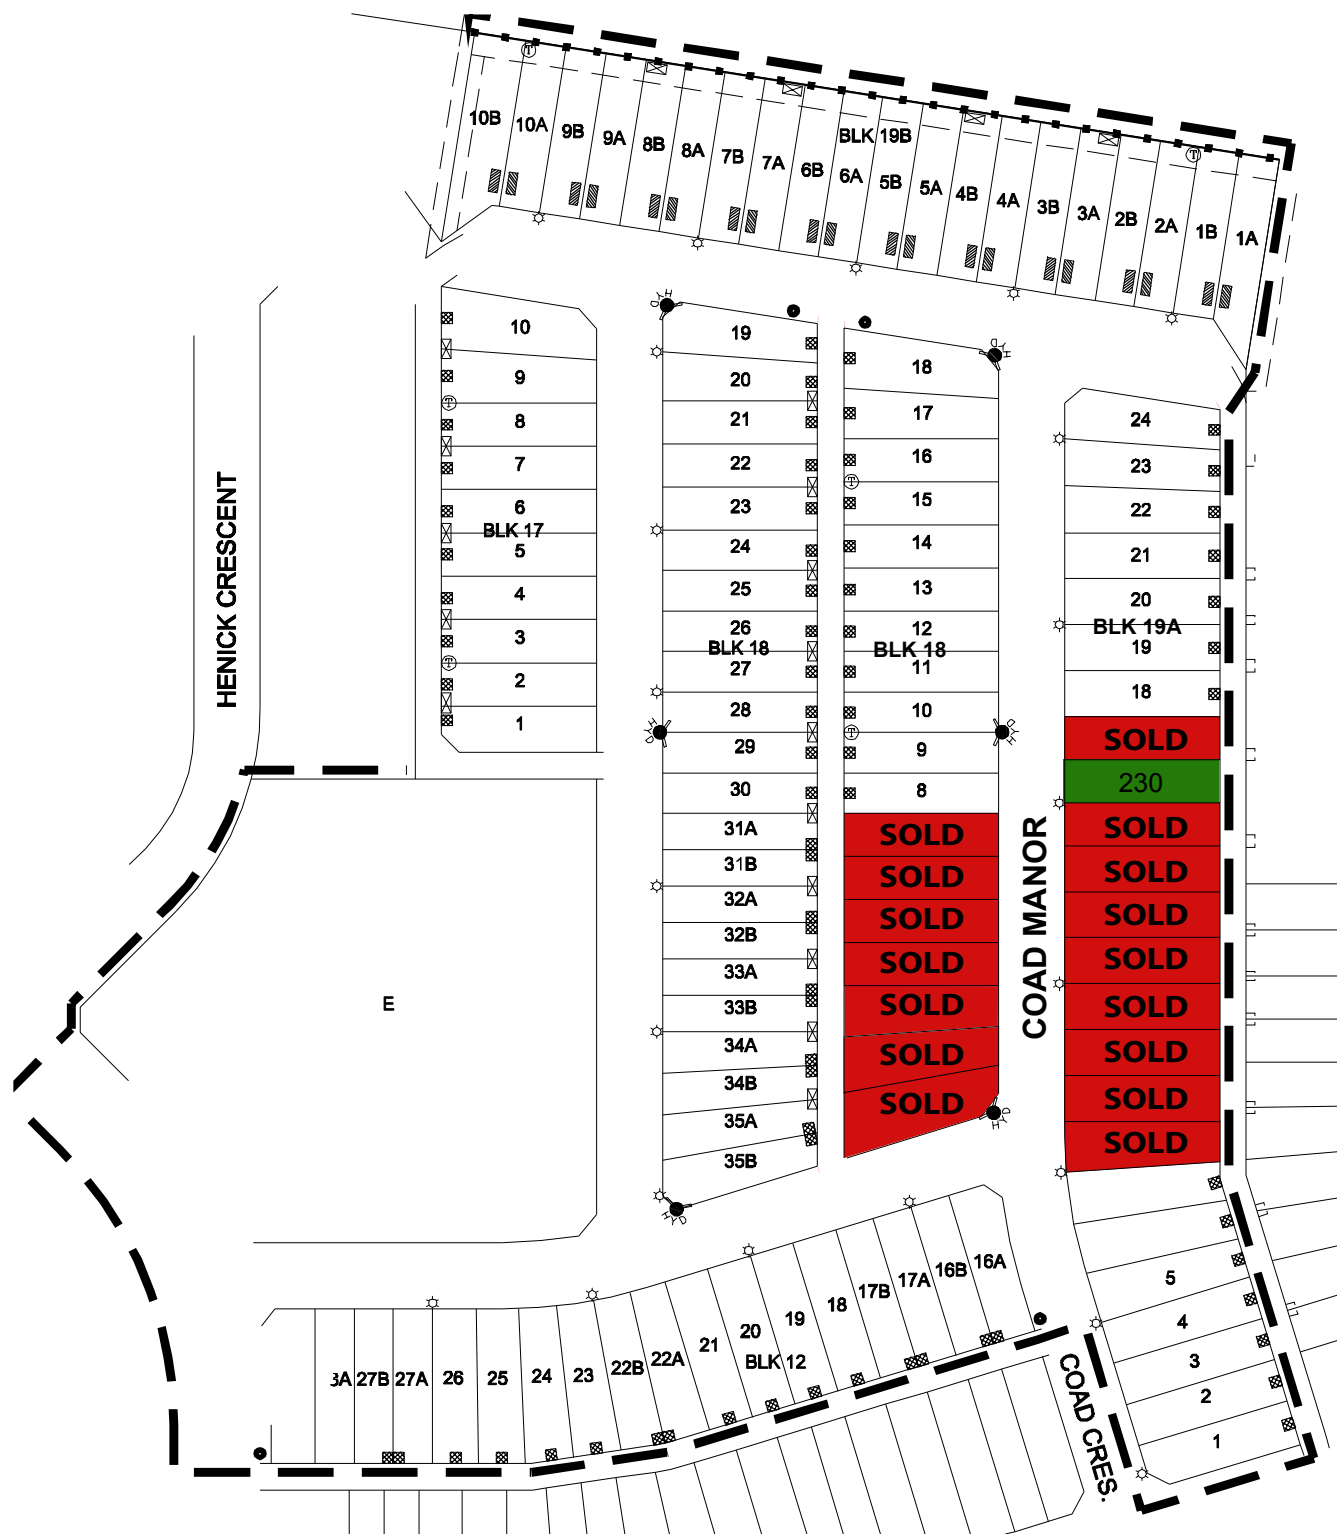 10B
10A
9B
9A
8B
8A
7B
7A
6B
6A
BLK 19B
5B
5A
4B
4A
3B
3A
2B
2A
1B
1A
T
T
HENICK CRESCENT
10
9
T
8
7
6
BLK 17
5
4
3
T
2
1
HYD
19
20
21
22
23
24
25
26
BLK 18
27
28
HYD
29
30
31A
31B
32A
32B
33A
33B
34A
34B
35A
35B
HYD
HYD
18
17
16
T
15
14
13
12
BLK 18
11
10
T
9
HYD
8
SOLD
SOLD
SOLD
SOLD
SOLD
SOLD
SOLD
HYD
COAD MANOR
24
23
22
21
20
BLK 19A
19
18
SOLD
230
SOLD
SOLD
SOLD
SOLD
SOLD
SOLD
SOLD
SOLD
5
4
3
2
1
E
3A
27B
27A
26
25
24
23
22B
22A
21
20
BLK 12
19
18
17B
17A
16B
16A
COAD CRES.